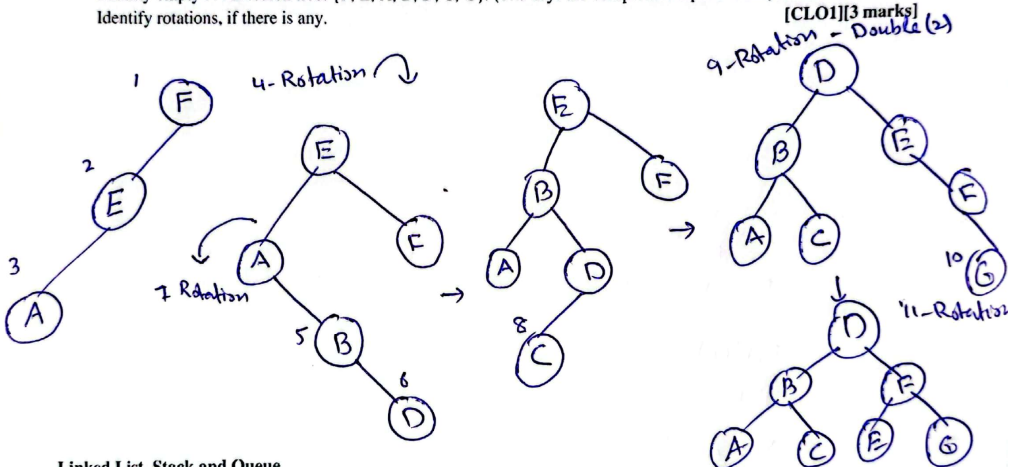 Identify rotations, if there is any.
[CLO1][3 marks]
1
F
2
E
3
A
4-Rotation
E
F
A
7 Rotation
5
B
6
D
E
B
F
A
D
8
C
9-Rotation - Double (2)
D
B
E
A
C
F
10
G
11-Rotation
D
B
F
A
C
E
G
Linked List, Stack and Queue